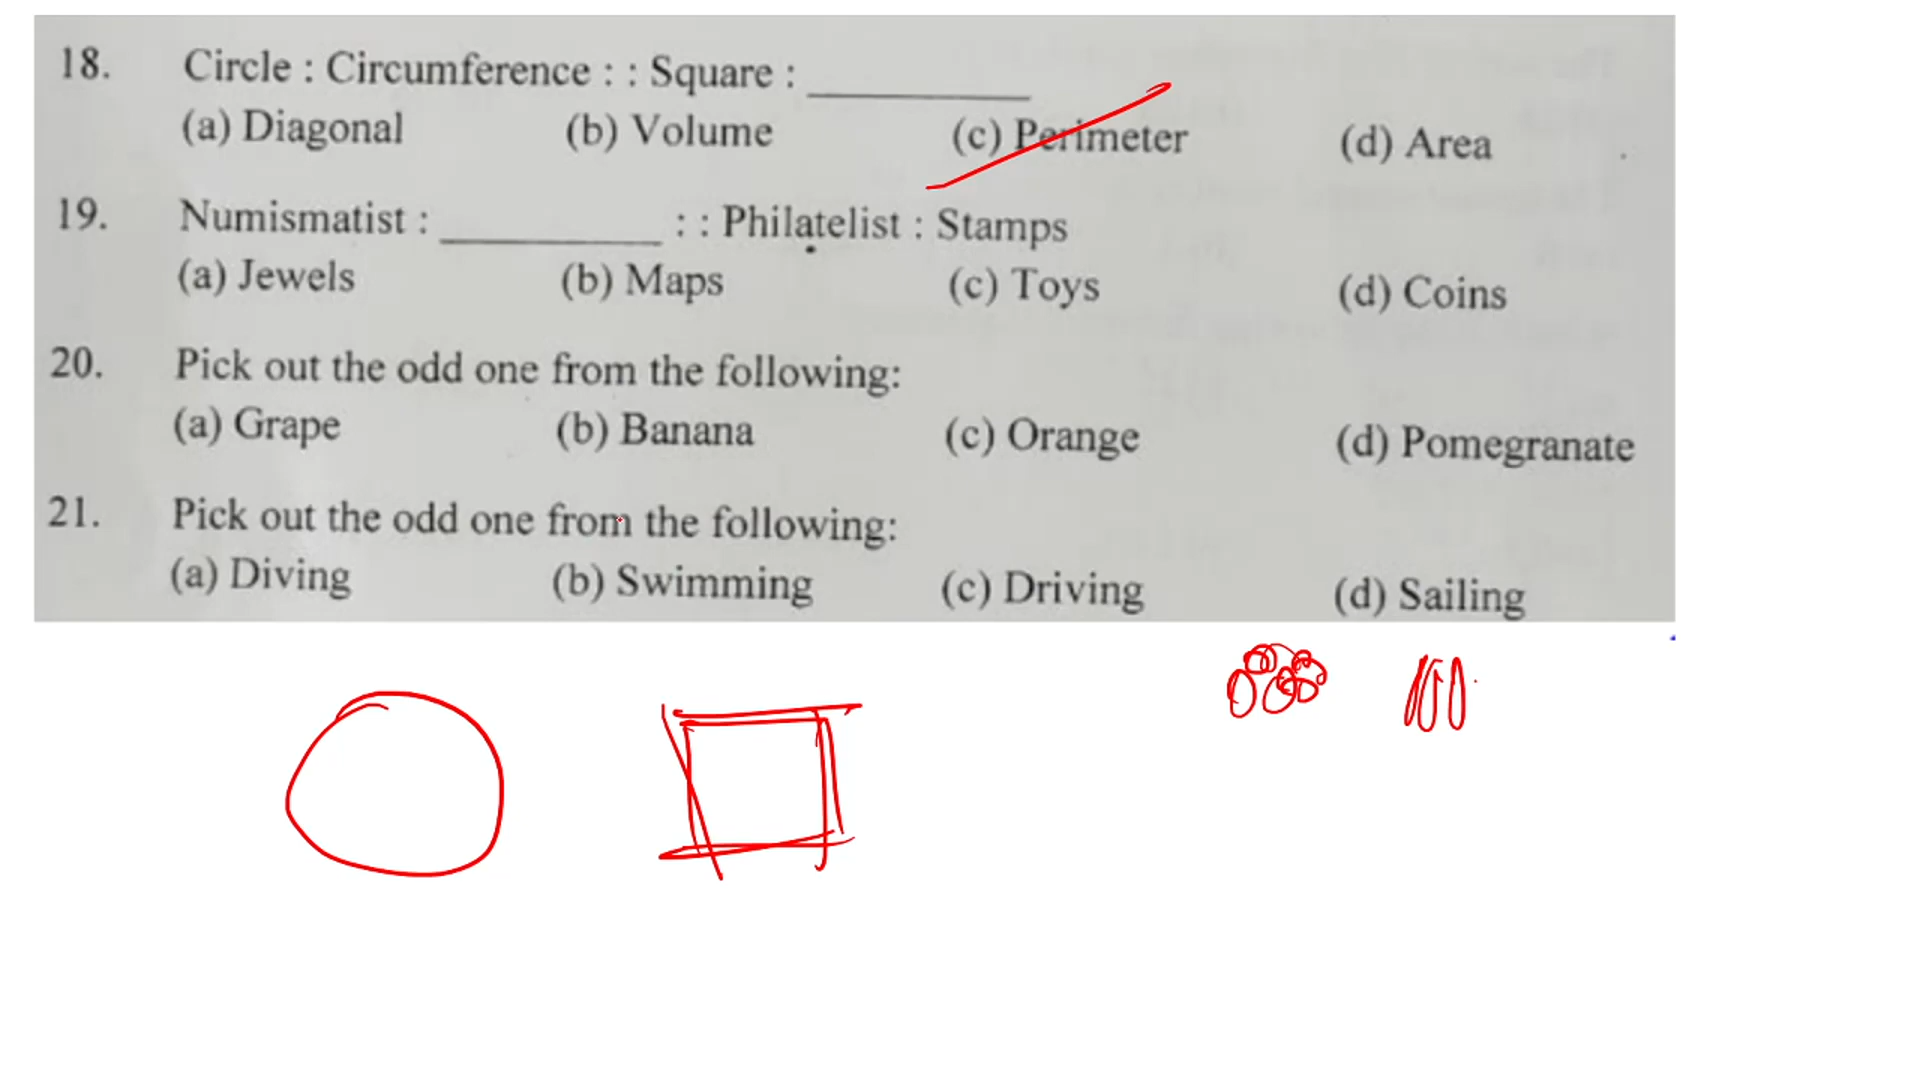 18. Circle : Circumference : : Square : ___________
(a) Diagonal (b) Volume (c) Perimeter (d) Area
19. Numismatist : ___________ : : Philatelist : Stamps
(a) Jewels (b) Maps (c) Toys (d) Coins
20. Pick out the odd one from the following:
(a) Grape (b) Banana (c) Orange (d) Pomegranate
21. Pick out the odd one from the following:
(a) Diving (b) Swimming (c) Driving (d) Sailing